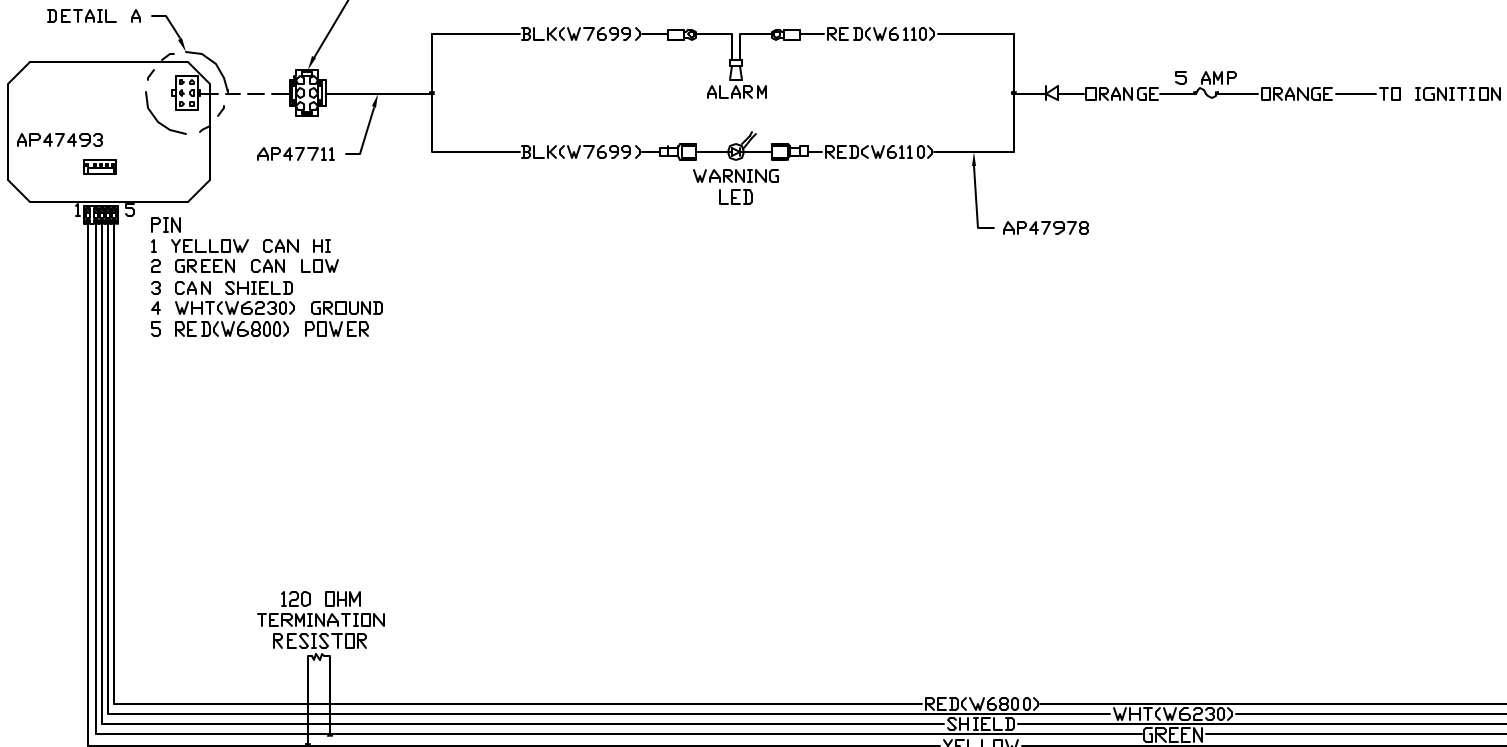 DETAIL A
BLK(W7699)
RED(W6110)
ALARM
5 AMP
ORANGE
ORANGE
TO IGNITION
AP47493
AP47711
BLK(W7699)
RED(W6110)
WARNING
LED
AP47978
1
5
PIN
1 YELLOW CAN HI
2 GREEN CAN LOW
3 CAN SHIELD
4 WHT(W6230) GROUND
5 RED(W6800) POWER
120 OHM
TERMINATION
RESISTOR
RED(W6800)
WHT(W6230)
SHIELD
GREEN
YELLOW